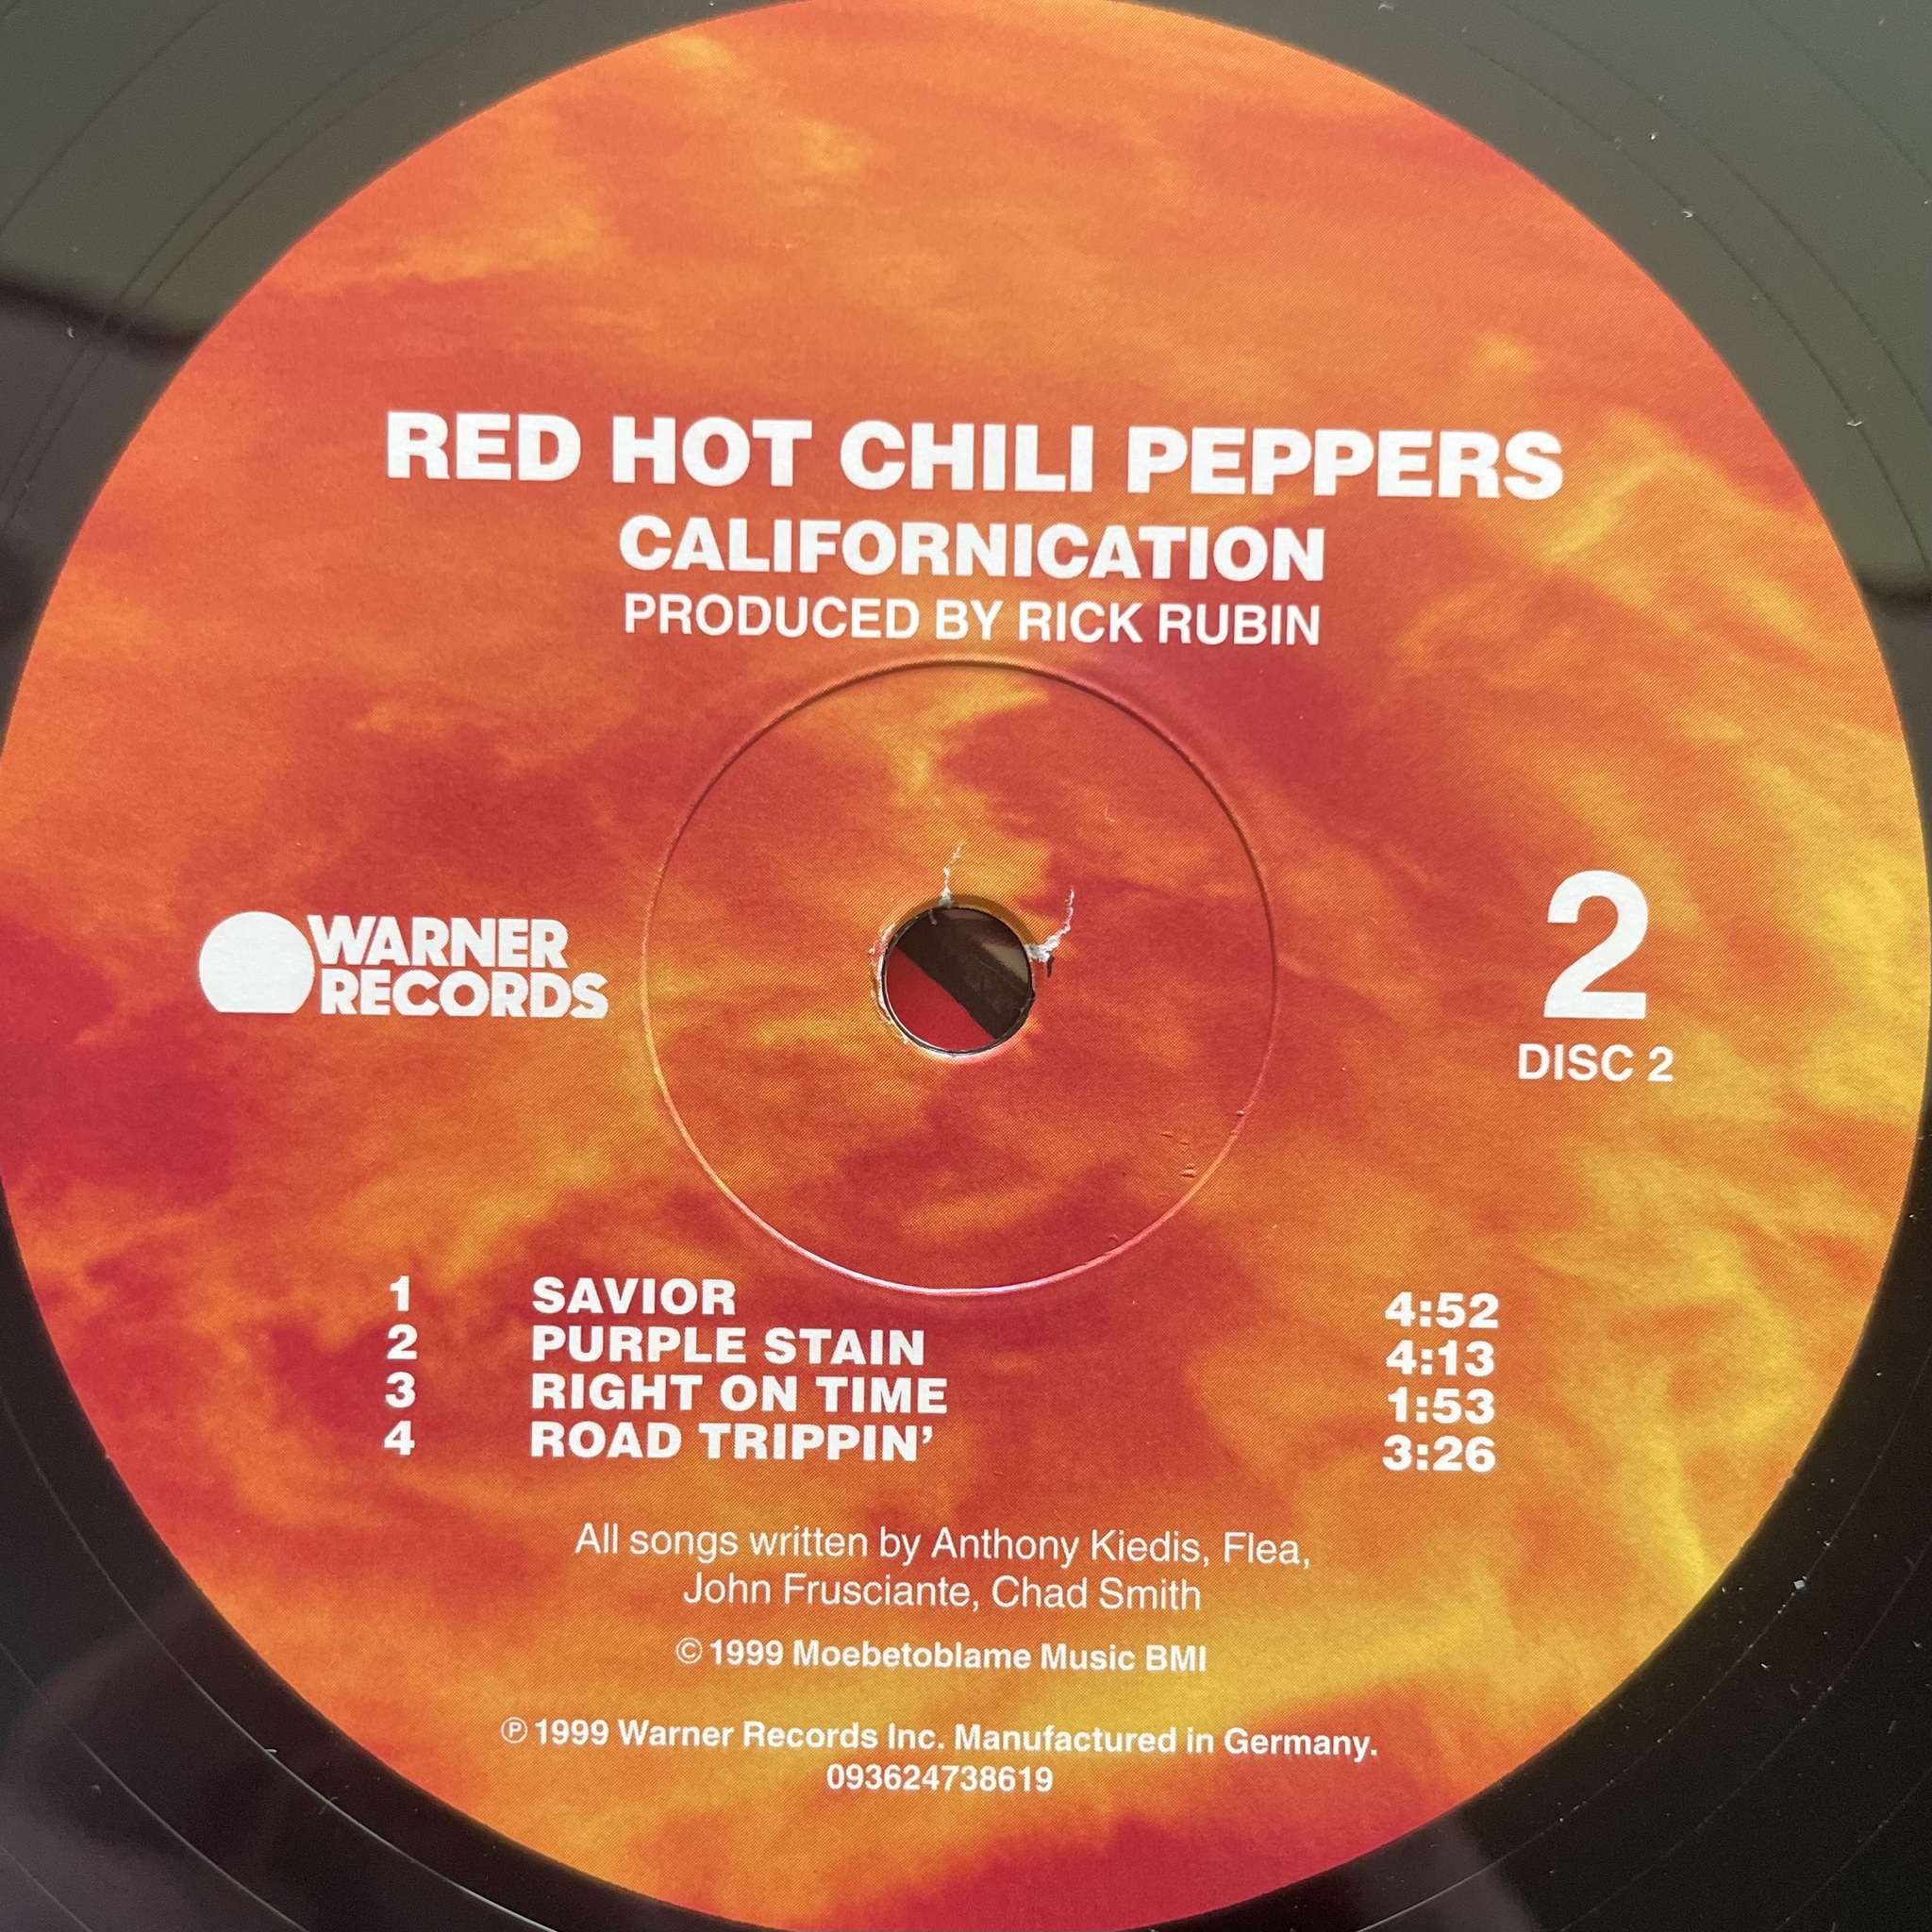 RED HOT CHILI PEPPERS
CALIFORNICATION
PRODUCED BY RICK RUBIN
WARNER
RECORDS
2
DISC 2
1 SAVIOR 4:52
2 PURPLE STAIN 4:13
3 RIGHT ON TIME 1:53
4 ROAD TRIPPIN’ 3:26
All songs written by Anthony Kiedis, Flea,
John Frusciante, Chad Smith
© 1999 Moebetoblame Music BMI
℗ 1999 Warner Records Inc. Manufactured in Germany.
093624738619